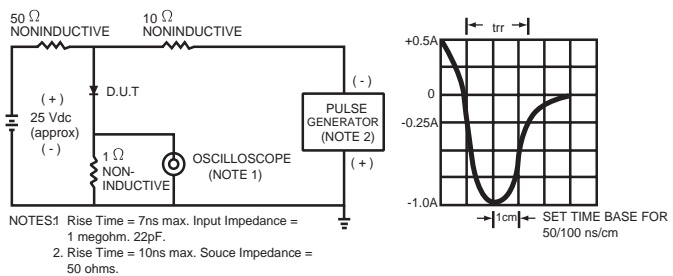 50 Ω
NONINDUCTIVE
10 Ω
NONINDUCTIVE
( + )
25 Vdc
(approx)
( - )
D.U.T
1 Ω
NON-
INDUCTIVE
OSCILLOSCOPE
(NOTE 1)
( - )
PULSE
GENERATOR
(NOTE 2)
( + )
trr
+0.5A
0
-0.25A
-1.0A
1cm
SET TIME BASE FOR
50/100 ns/cm
NOTES:1 Rise Time = 7ns max. Input Impedance =
1 megohm. 22pF.
2. Rise Time = 10ns max. Souce Impedance =
50 ohms.